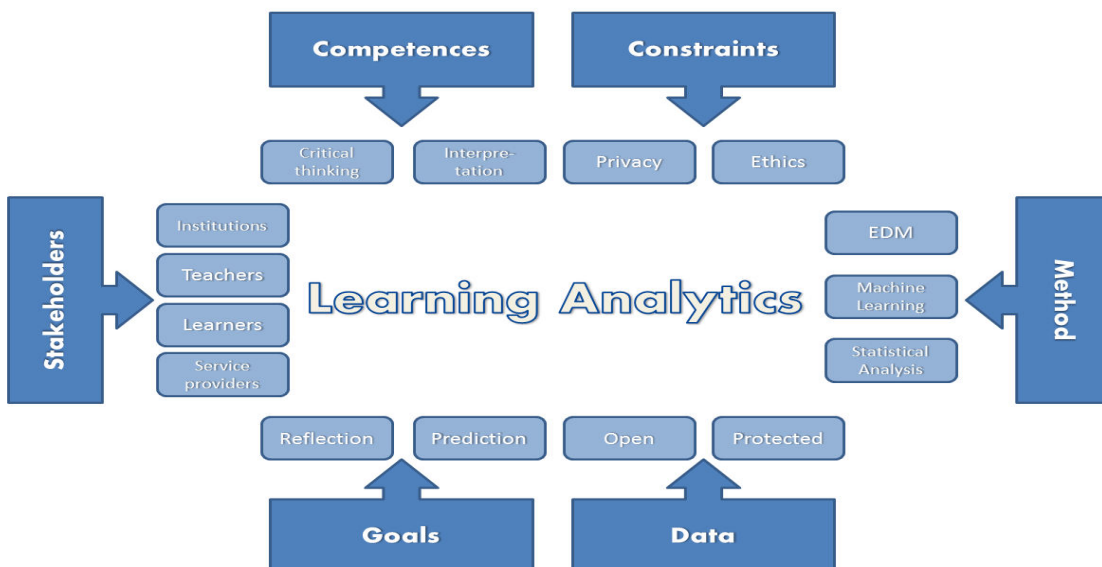 Competences
Constraints
Critical
thinking
Interpre-
tation
Privacy
Ethics
Stakeholders
Institutions
Teachers
Learners
Service
providers
Learning Analytics
EDM
Machine
Learning
Statistical
Analysis
Method
Reflection
Prediction
Open
Protected
Goals
Data